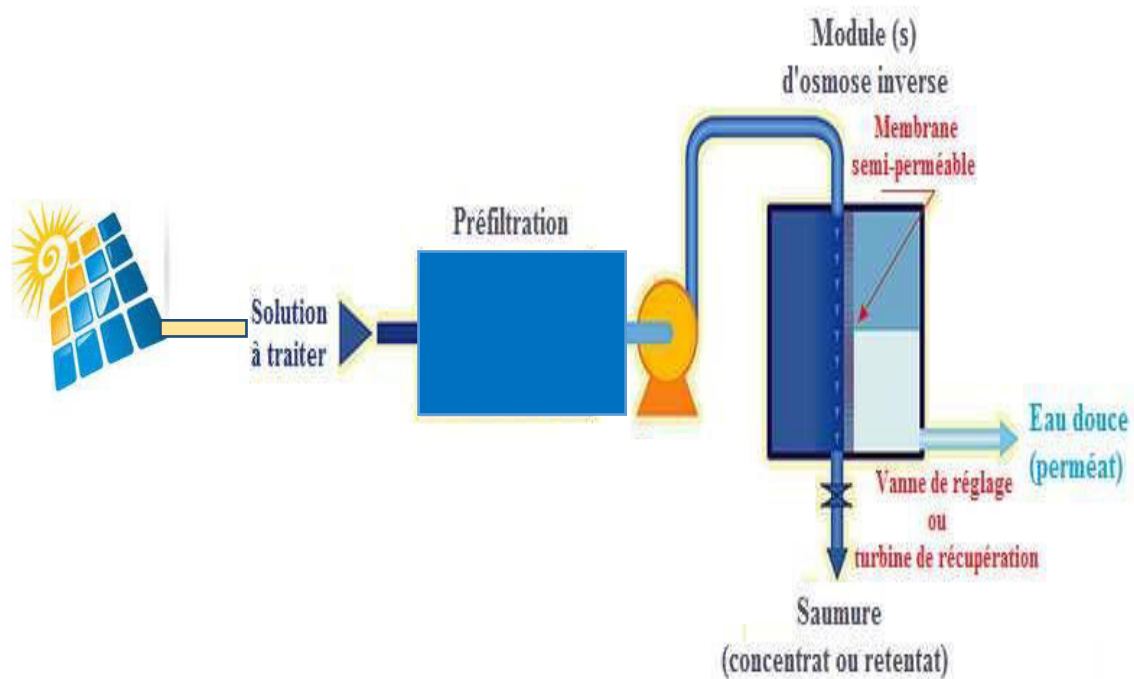 Module (s)
d'osmose inverse
Membrane
semi-perméable
Préfiltration
Solution
à traiter
Eau douce
(perméat)
Vanne de réglage
ou
turbine de récupération
Saumure
(concentrat ou retentat)